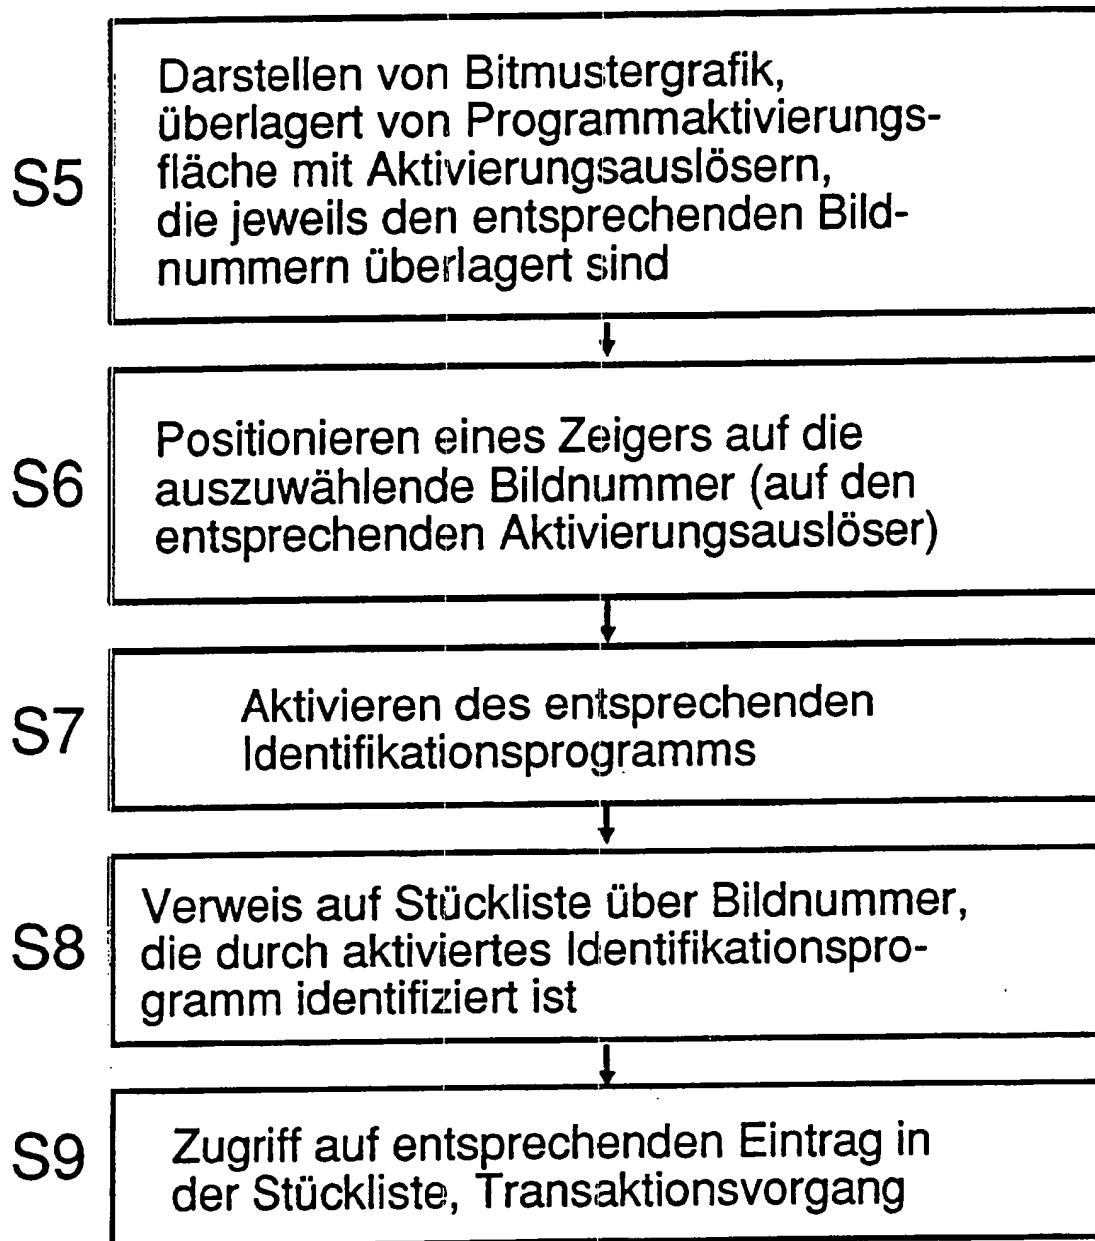 S5
Darstellen von Bitmustergrafik,
überlagert von Programmaktivierungs-
fläche mit Aktivierungsauslösern,
die jeweils den entsprechenden Bild-
nummern überlagert sind
S6
Positionieren eines Zeigers auf die
auszuwählende Bildnummer (auf den
entsprechenden Aktivierungsauslöser)
S7
Aktivieren des entsprechenden
Identifikationsprogramms
S8
Verweis auf Stückliste über Bildnummer,
die durch aktiviertes Identifikationspro-
gramm identifiziert ist
S9
Zugriff auf entsprechenden Eintrag in
der Stückliste, Transaktionsvorgang